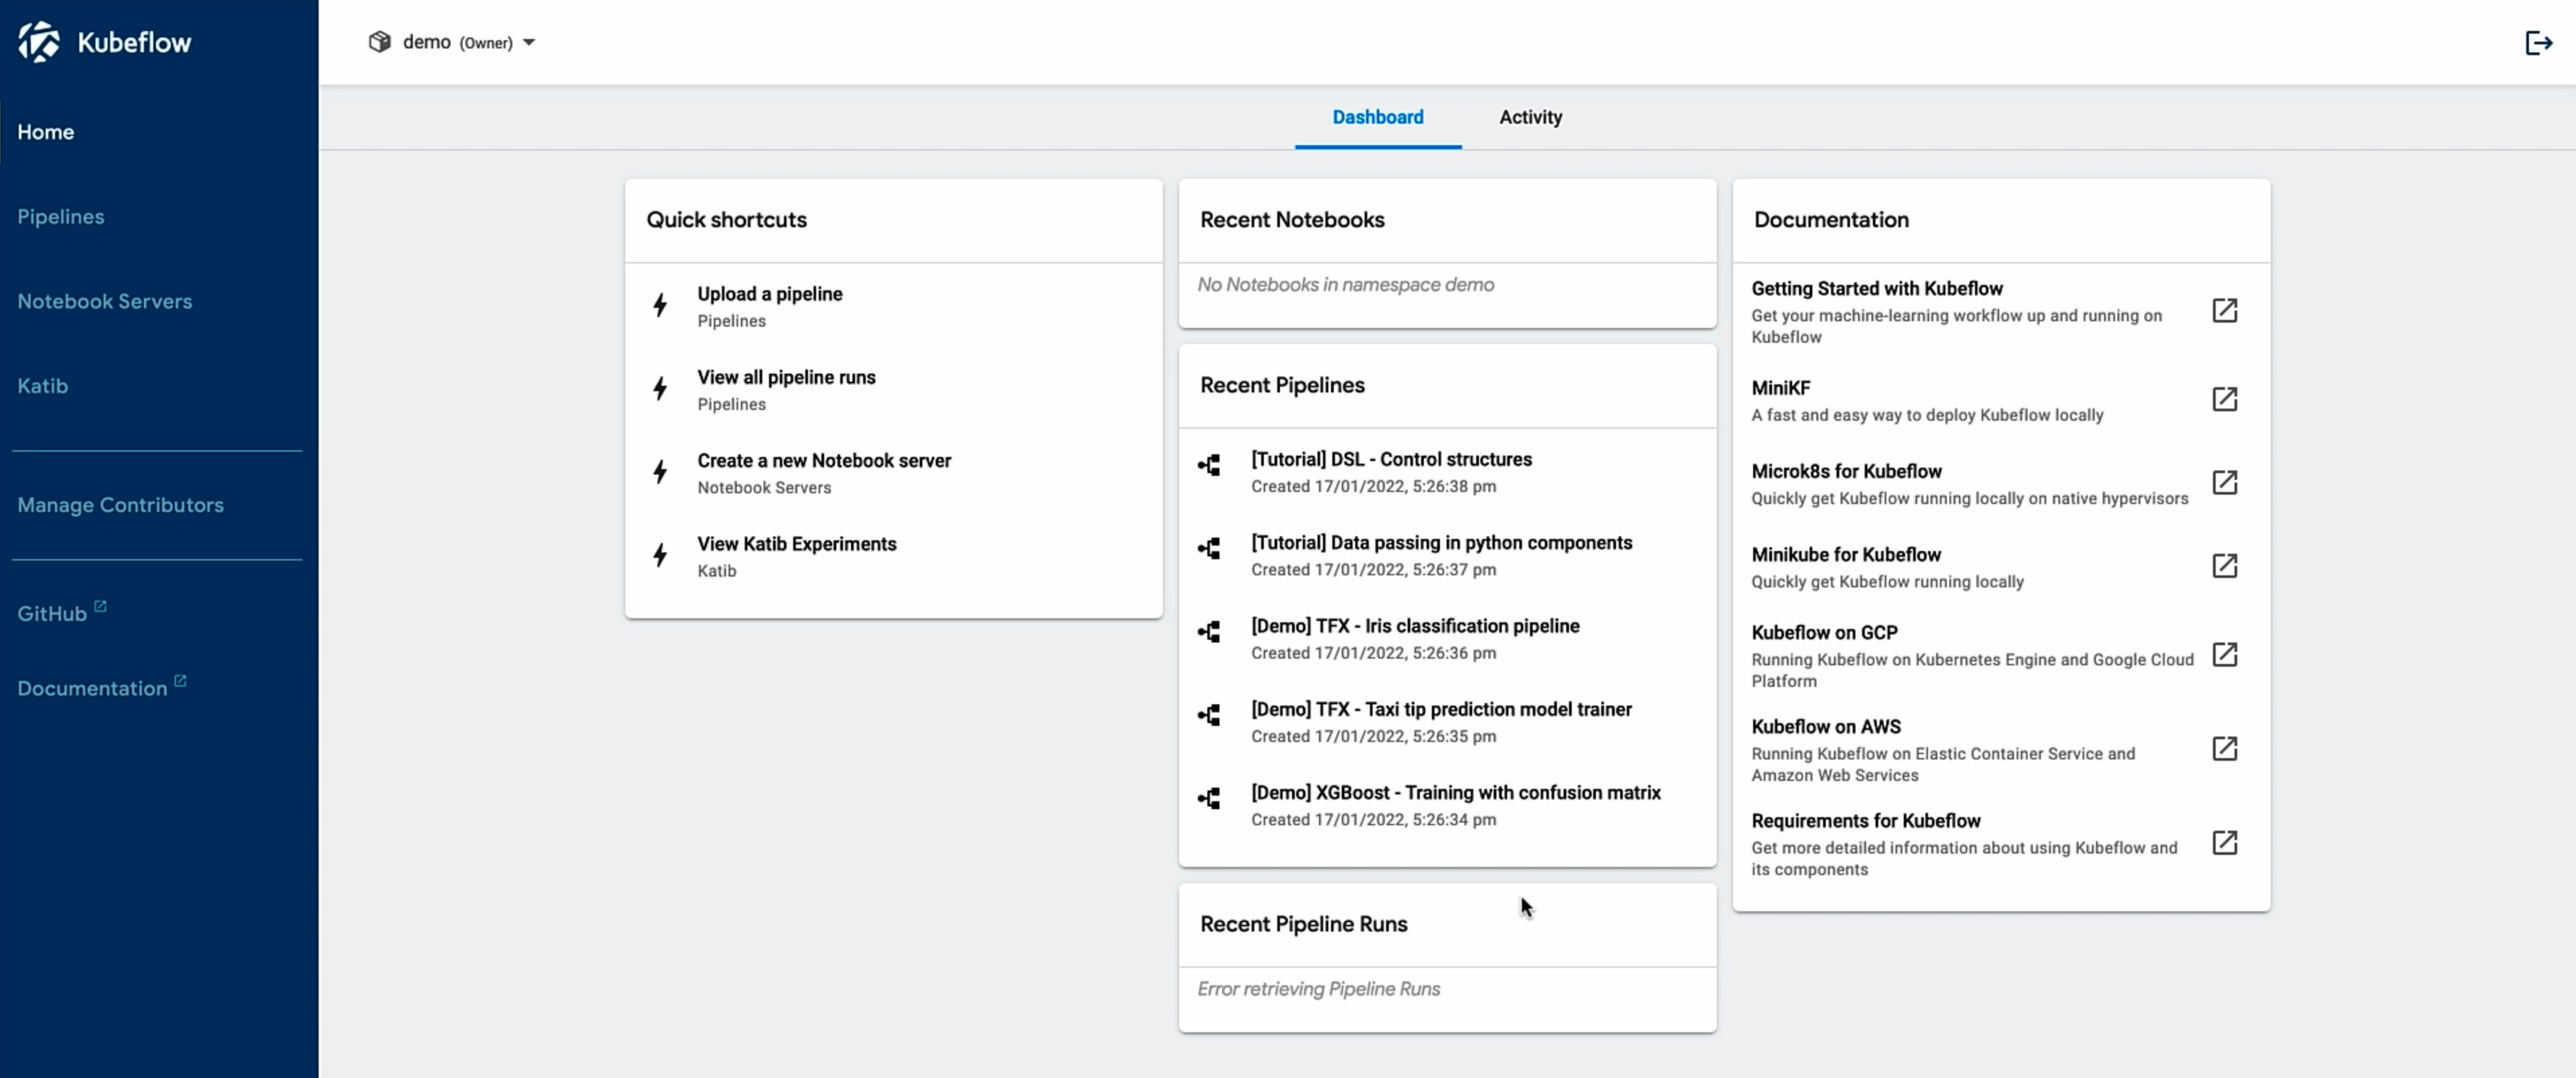 Kubeflow
Home
Pipelines
Notebook Servers
Katib
Manage Contributors
GitHub
Documentation
demo (Owner)
Dashboard
Activity
Quick shortcuts
Upload a pipeline
Pipelines
View all pipeline runs
Pipelines
Create a new Notebook server
Notebook Servers
View Katib Experiments
Katib
Recent Notebooks
No Notebooks in namespace demo
Recent Pipelines
[Tutorial] DSL - Control structures
Created 17/01/2022, 5:26:38 pm
[Tutorial] Data passing in python components
Created 17/01/2022, 5:26:37 pm
[Demo] TFX - Iris classification pipeline
Created 17/01/2022, 5:26:36 pm
[Demo] TFX - Taxi tip prediction model trainer
Created 17/01/2022, 5:26:35 pm
[Demo] XGBoost - Training with confusion matrix
Created 17/01/2022, 5:26:34 pm
Recent Pipeline Runs
Error retrieving Pipeline Runs
Documentation
Getting Started with Kubeflow
Get your machine-learning workflow up and running on
Kubeflow
MiniKF
A fast and easy way to deploy Kubeflow locally
Microk8s for Kubeflow
Quickly get Kubeflow running locally on native hypervisors
Minikube for Kubeflow
Quickly get Kubeflow running locally
Kubeflow on GCP
Running Kubeflow on Kubernetes Engine and Google Cloud
Platform
Kubeflow on AWS
Running Kubeflow on Elastic Container Service and
Amazon Web Services
Requirements for Kubeflow
Get more detailed information about using Kubeflow and
its components